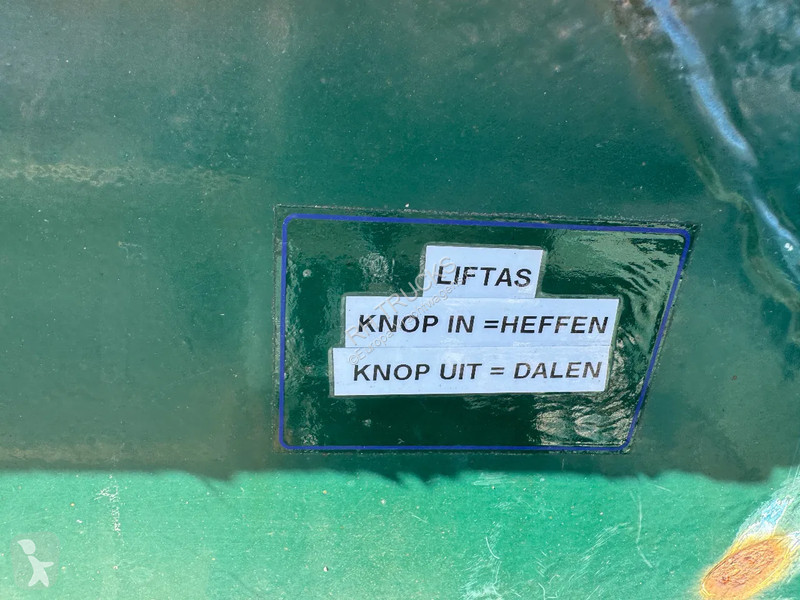 LIFTAS
KNOP IN =HEFFEN
KNOP UIT = DALEN